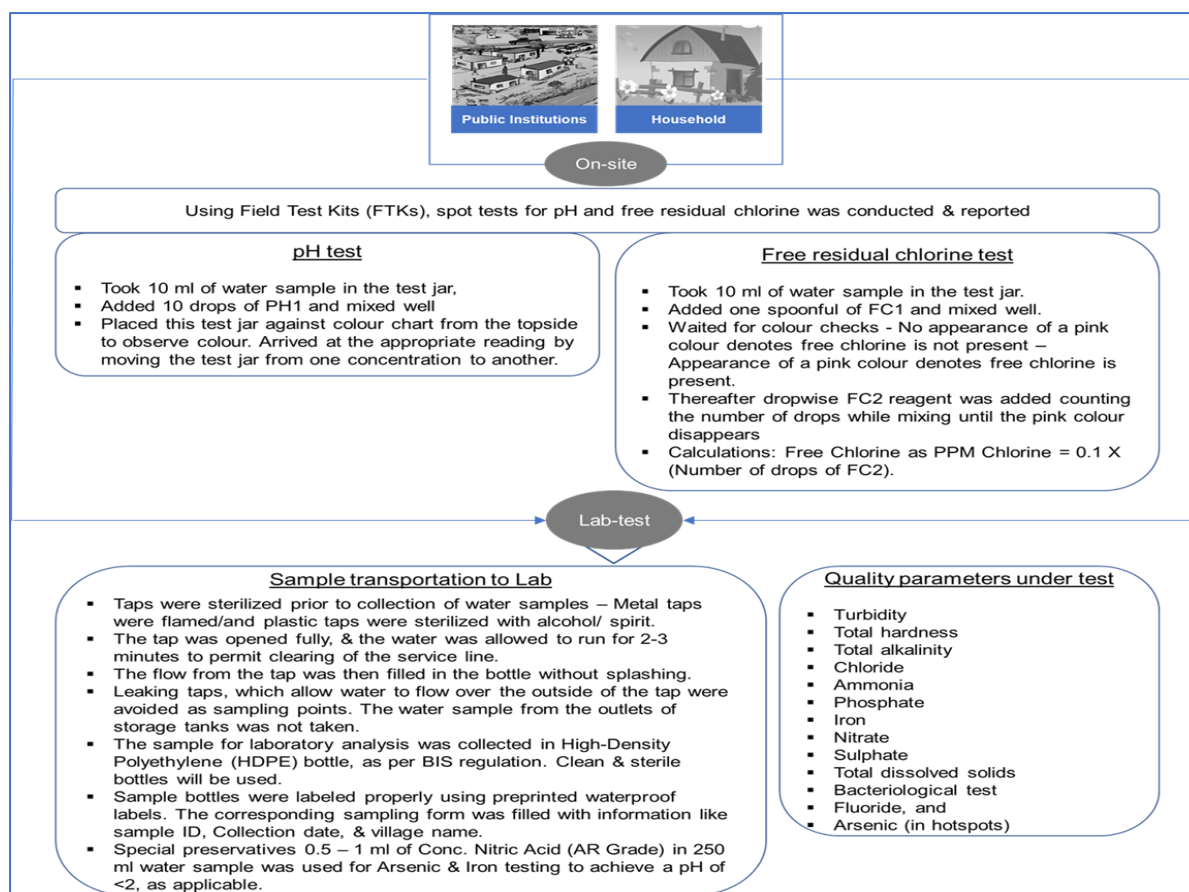 Public Institutions
Household
On-site
Using Field Test Kits (FTKs), spot tests for pH and free residual chlorine was conducted & reported
pH test
▪ Took 10 ml of water sample in the test jar,
▪ Added 10 drops of PH1 and mixed well
▪ Placed this test jar against colour chart from the topside
to observe colour. Arrived at the appropriate reading by
moving the test jar from one concentration to another.
Free residual chlorine test
▪ Took 10 ml of water sample in the test jar.
▪ Added one spoonful of FC1 and mixed well.
▪ Waited for colour checks - No appearance of a pink
colour denotes free chlorine is not present –
Appearance of a pink colour denotes free chlorine is
present.
▪ Thereafter dropwise FC2 reagent was added counting
the number of drops while mixing until the pink colour
disappears
▪ Calculations: Free Chlorine as PPM Chlorine = 0.1 X
(Number of drops of FC2).
Lab-test
Sample transportation to Lab
▪ Taps were sterilized prior to collection of water samples – Metal taps
were flamed/and plastic taps were sterilized with alcohol/ spirit.
▪ The tap was opened fully, & the water was allowed to run for 2-3
minutes to permit clearing of the service line.
▪ The flow from the tap was then filled in the bottle without splashing.
▪ Leaking taps, which allow water to flow over the outside of the tap were
avoided as sampling points. The water sample from the outlets of
storage tanks was not taken.
▪ The sample for laboratory analysis was collected in High-Density
Polyethylene (HDPE) bottle, as per BIS regulation. Clean & sterile
bottles will be used.
▪ Sample bottles were labeled properly using preprinted waterproof
labels. The corresponding sampling form was filled with information like
sample ID, Collection date, & village name.
▪ Special preservatives 0.5 – 1 ml of Conc. Nitric Acid (AR Grade) in 250
ml water sample was used for Arsenic & Iron testing to achieve a pH of
<2, as applicable.
Quality parameters under test
▪ Turbidity
▪ Total hardness
▪ Total alkalinity
▪ Chloride
▪ Ammonia
▪ Phosphate
▪ Iron
▪ Nitrate
▪ Sulphate
▪ Total dissolved solids
▪ Bacteriological test
▪ Fluoride, and
▪ Arsenic (in hotspots)